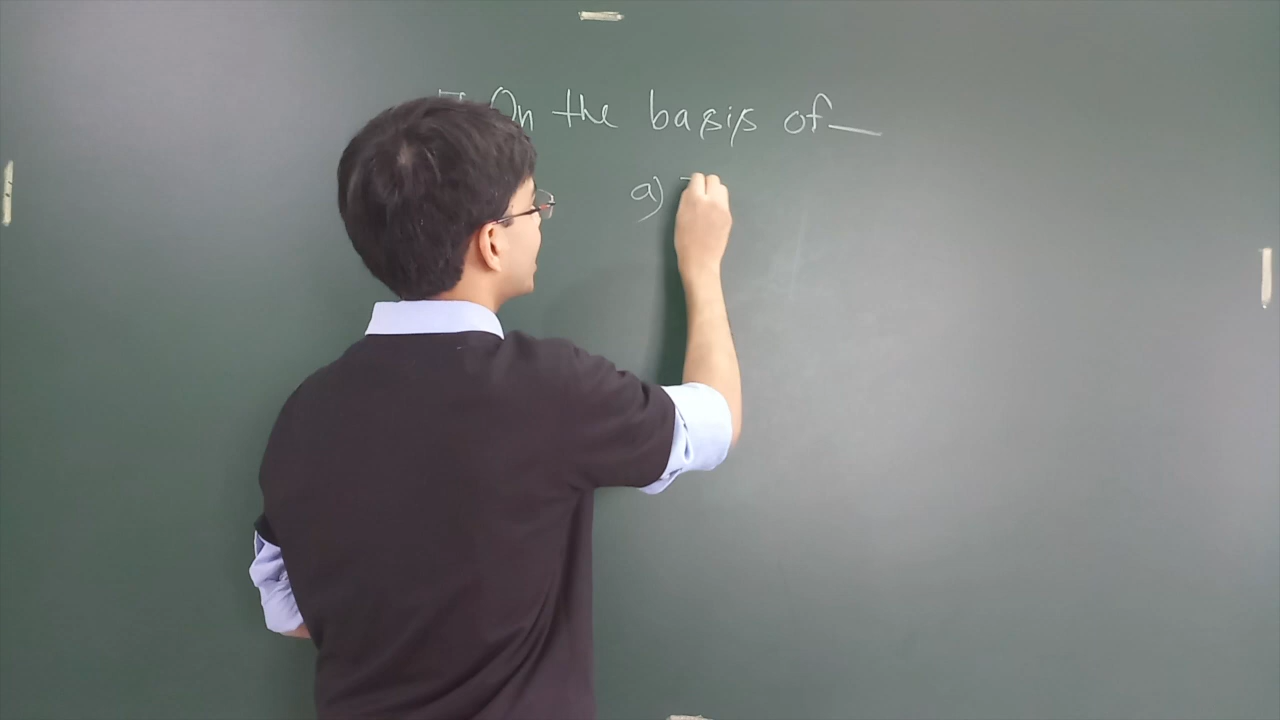 On the basis of —
a)